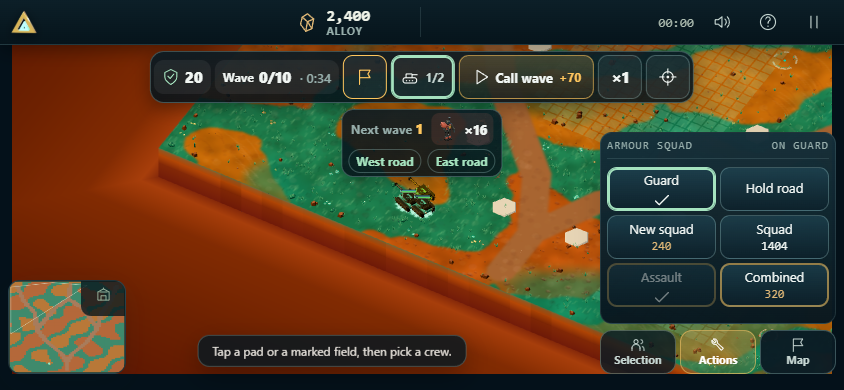 2,400
ALLOY
00:00
20
Wave 0/10 · 0:34
1/2
Call wave +70
×1
Next wave 1
×16
West road
East road
ARMOUR SQUAD
ON GUARD
Guard
Hold road
New squad
240
Squad
1404
Assault
Combined
320
Tap a pad or a marked field, then pick a crew.
Selection
Actions
Map